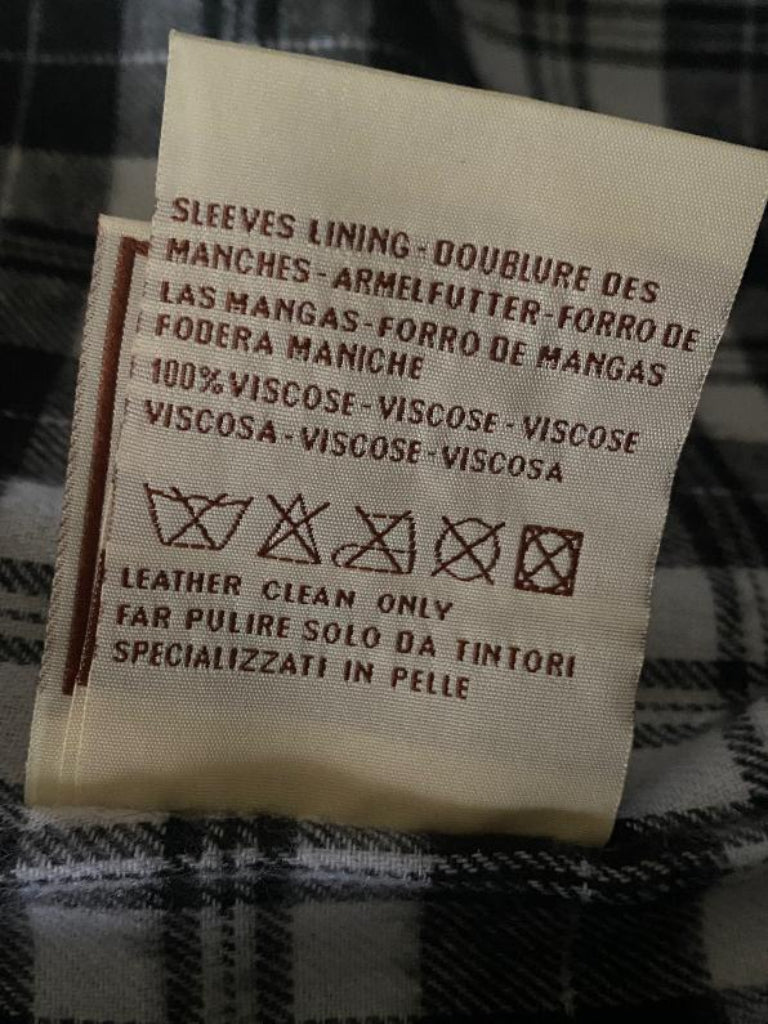 SLEEVES LINING - DOUBLURE DES
MANCHES - ARMELFUTTER - FORRO DE
LAS MANGAS - FORRO DE MANGAS
FODERA MANICHE
100% VISCOSE - VISCOSE - VISCOSE
VISCOSA - VISCOSE - VISCOSA
LEATHER CLEAN ONLY
FAR PULIRE SOLO DA TINTORI
SPECIALIZZATI IN PELLE